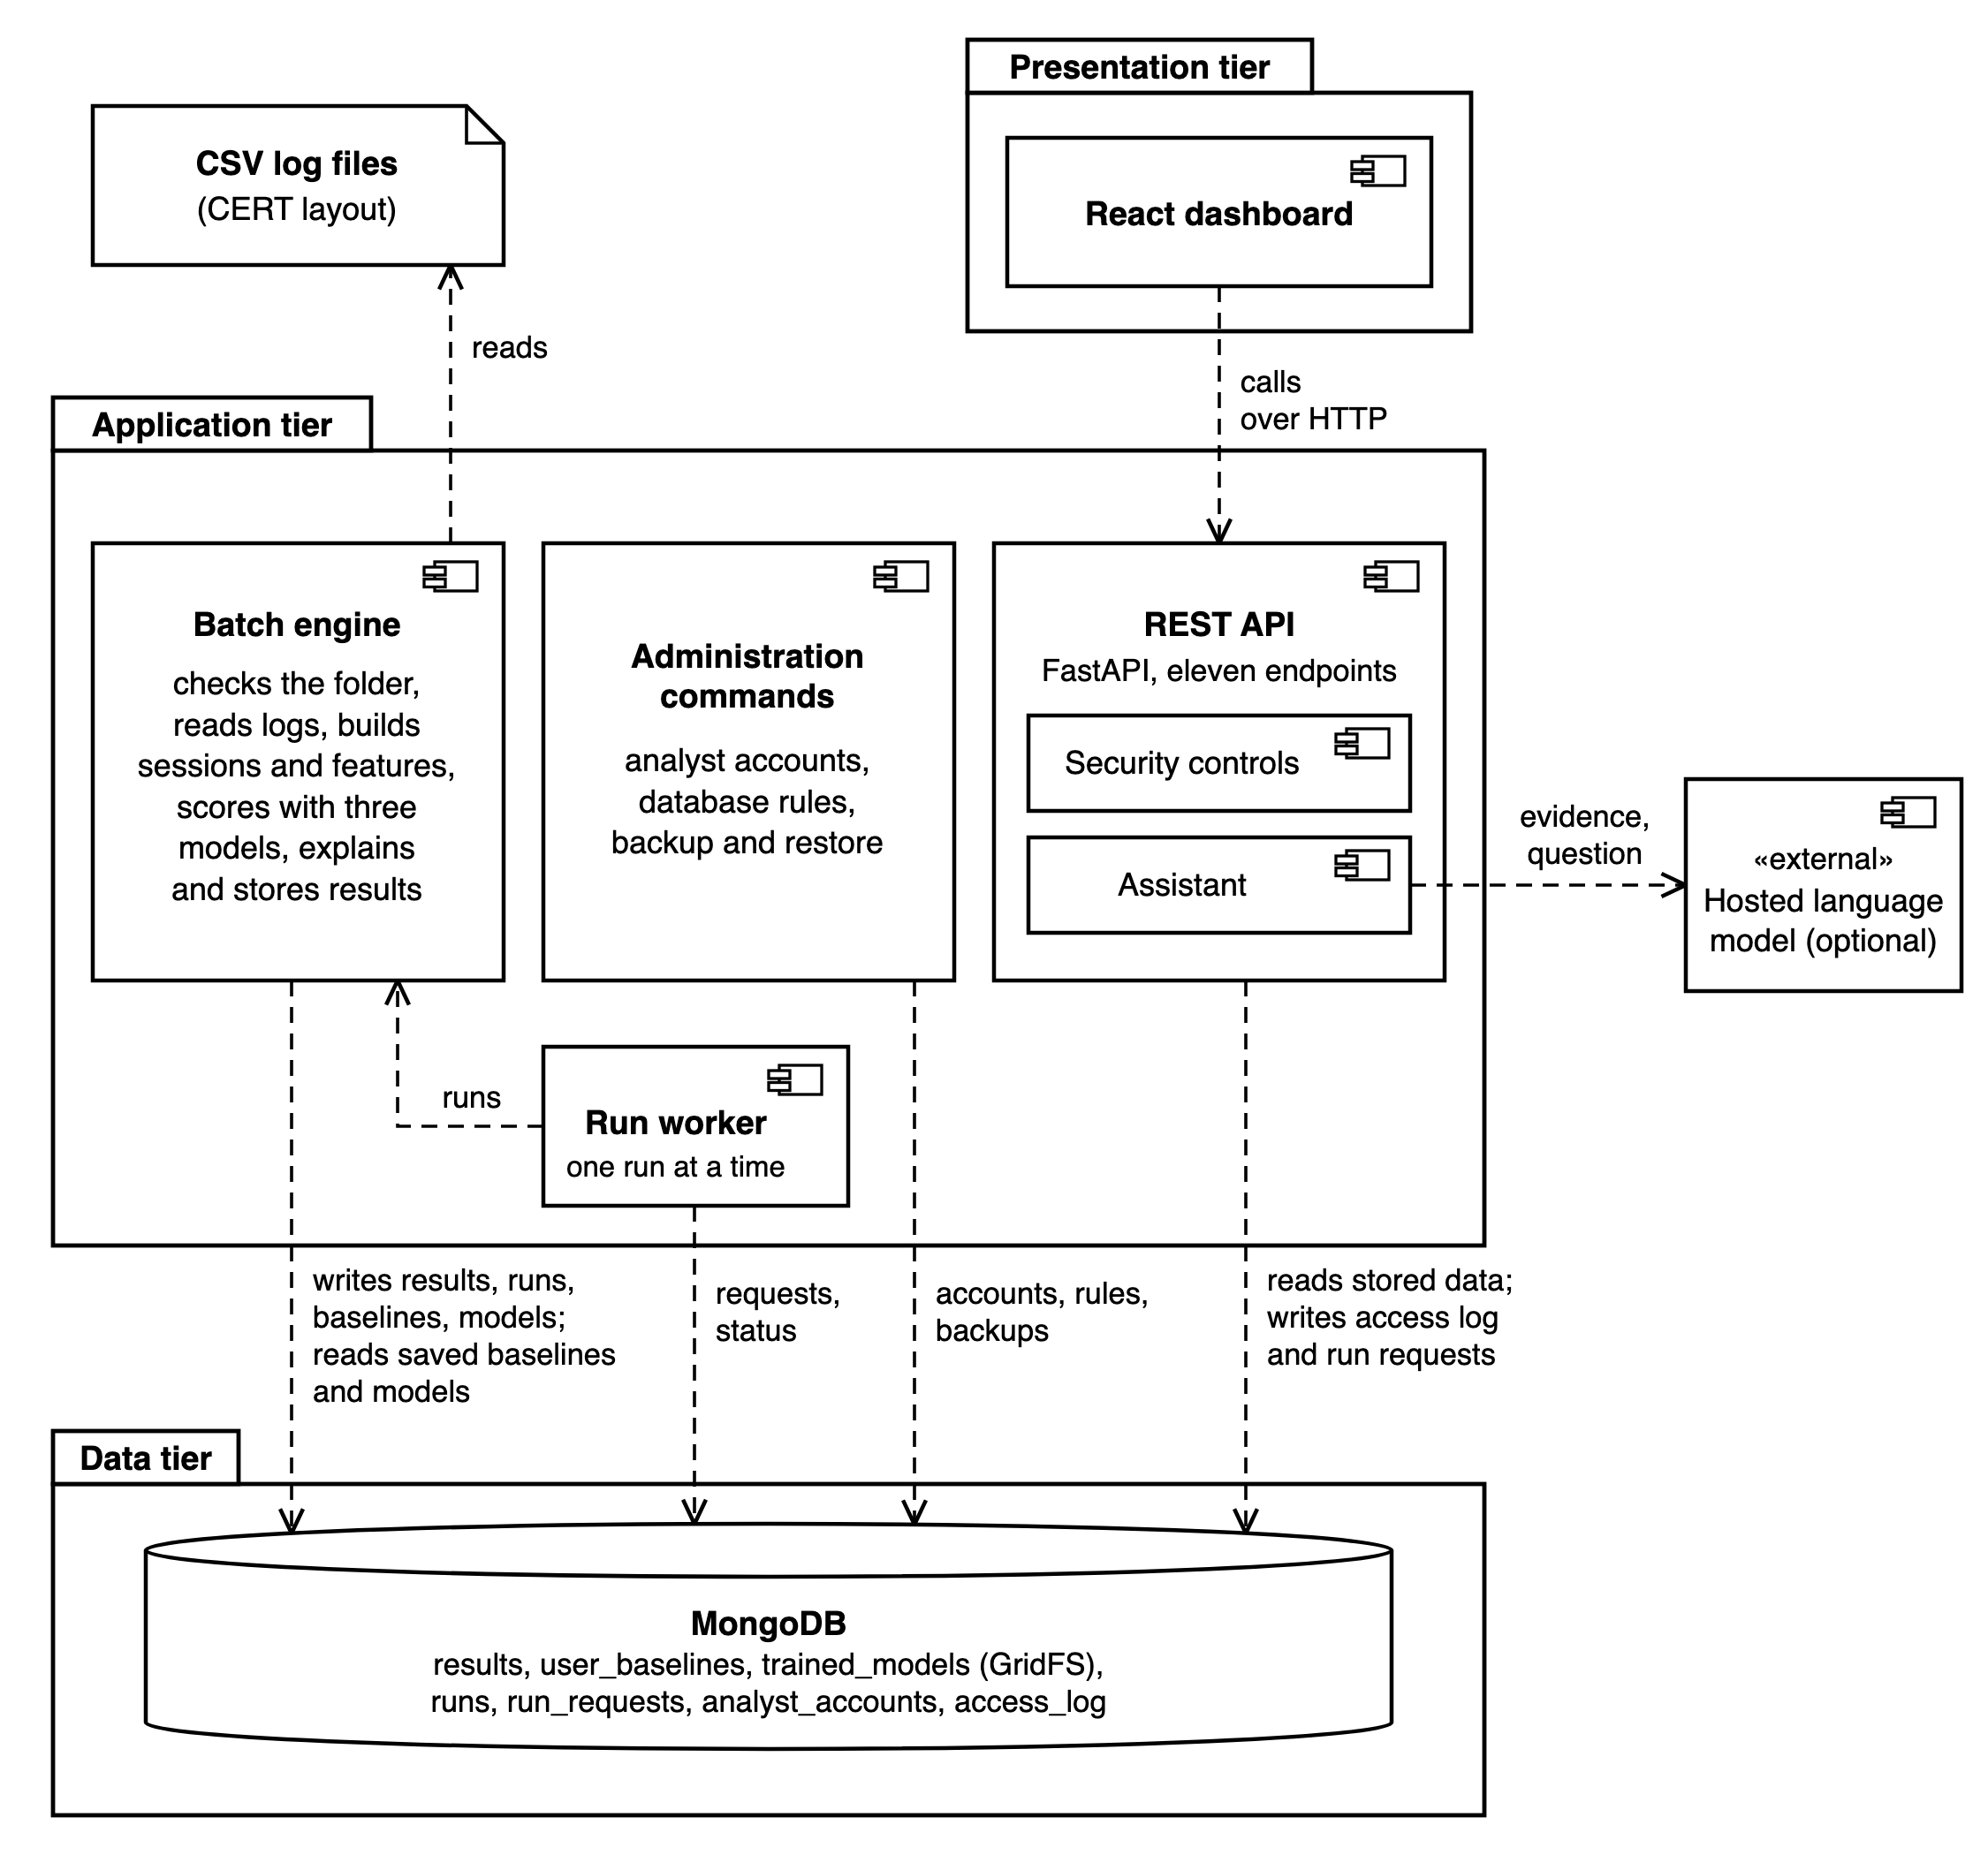 Presentation tier
CSV log files
(CERT layout)
React dashboard
reads
calls
over HTTP
Application tier
Batch engine
checks the folder,
reads logs, builds
sessions and features,
scores with three
models, explains
and stores results
Administration
commands
analyst accounts,
database rules,
backup and restore
REST API
FastAPI, eleven endpoints
Security controls
Assistant
evidence,
question
«external»
Hosted language
model (optional)
runs
Run worker
one run at a time
writes results, runs,
baselines, models;
reads saved baselines
and models
requests,
status
accounts, rules,
backups
reads stored data;
writes access log
and run requests
Data tier
MongoDB
results, user_baselines, trained_models (GridFS),
runs, run_requests, analyst_accounts, access_log